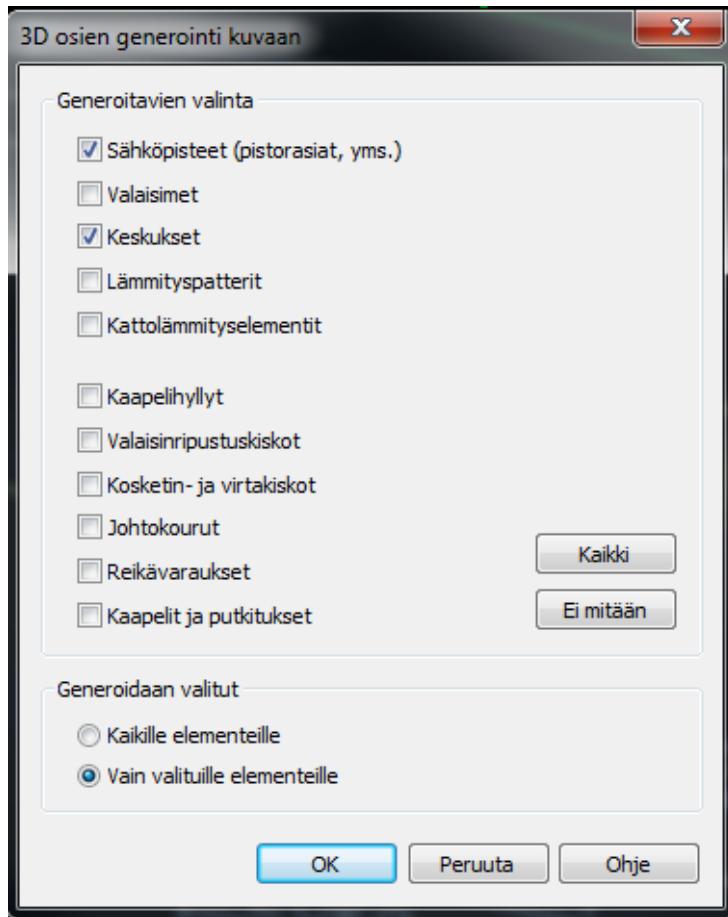 3D osien generointi kuvaan
Generoitavien valinta
Sähköpisteet (pistorasiat, yms.)
Valaisimet
Keskukset
Lämmityspatterit
Kattolämmityselementit
Kaapelihyllyt
Valaisinripustuskiskot
Kosketin- ja virtakiskot
Johtokourut
Reikävaraukset
Kaapelit ja putkitukset
Kaikki
Ei mitään
Generoidaan valitut
Kaikille elementeille
Vain valituille elementeille
OK Peruuta Ohje